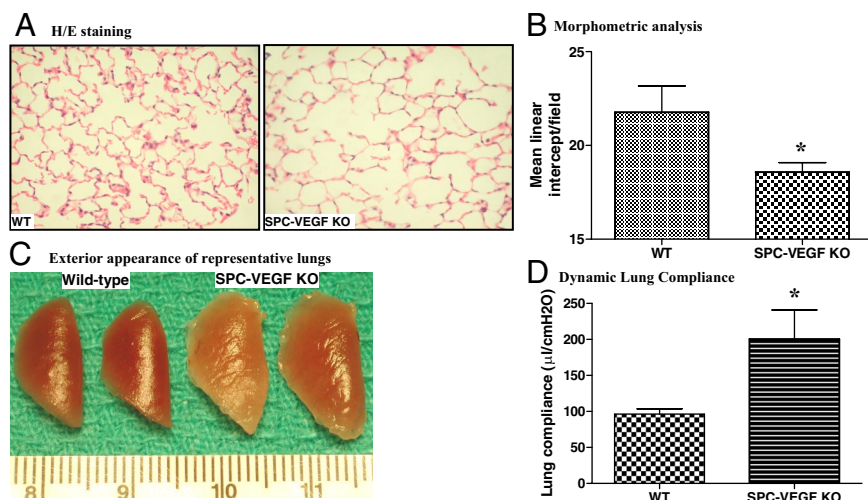 A H/E staining
WT
SPC-VEGF KO
B Morphometric analysis
Mean linear
intercept/field
25
20
15
*
WT
SPC-VEGF KO
C Exterior appearance of representative lungs
Wild-type
SPC-VEGF KO
8
9
10
11
D Dynamic Lung Compliance
Lung compliance (μl/cmH2O)
250
200
150
100
50
0
*
WT
SPC-VEGF KO